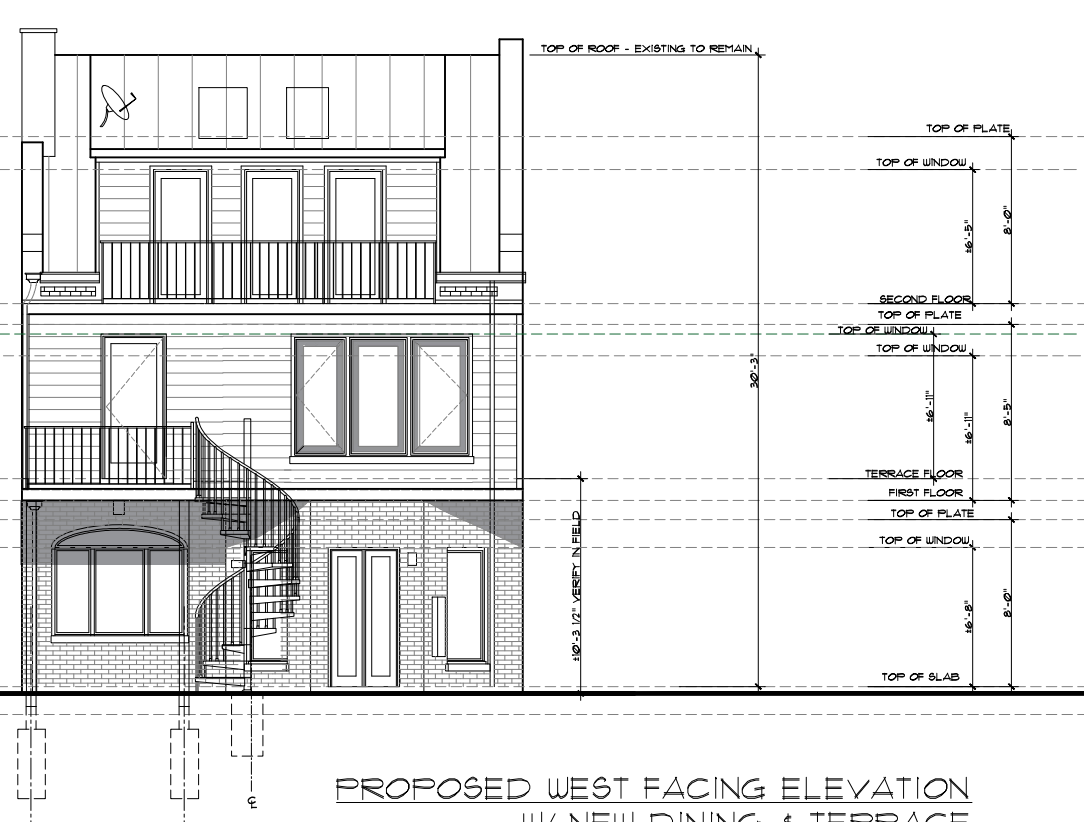 TOP OF ROOF - EXISTING TO REMAIN
TOP OF PLATE
TOP OF WINDOW
±6'-5"
8'-0"
SECOND FLOOR
TOP OF PLATE
TOP OF WINDOW
TOP OF WINDOW
30'-3"
±6'-11"
±6'-11"
8'-5"
TERRACE FLOOR
FIRST FLOOR
TOP OF PLATE
TOP OF WINDOW
±10'-3 1/2" VERIFY IN FIELD
±6'-8"
8'-0"
TOP OF SLAB
PROPOSED WEST FACING ELEVATION
W/ NEW DINING & TERRACE
℄